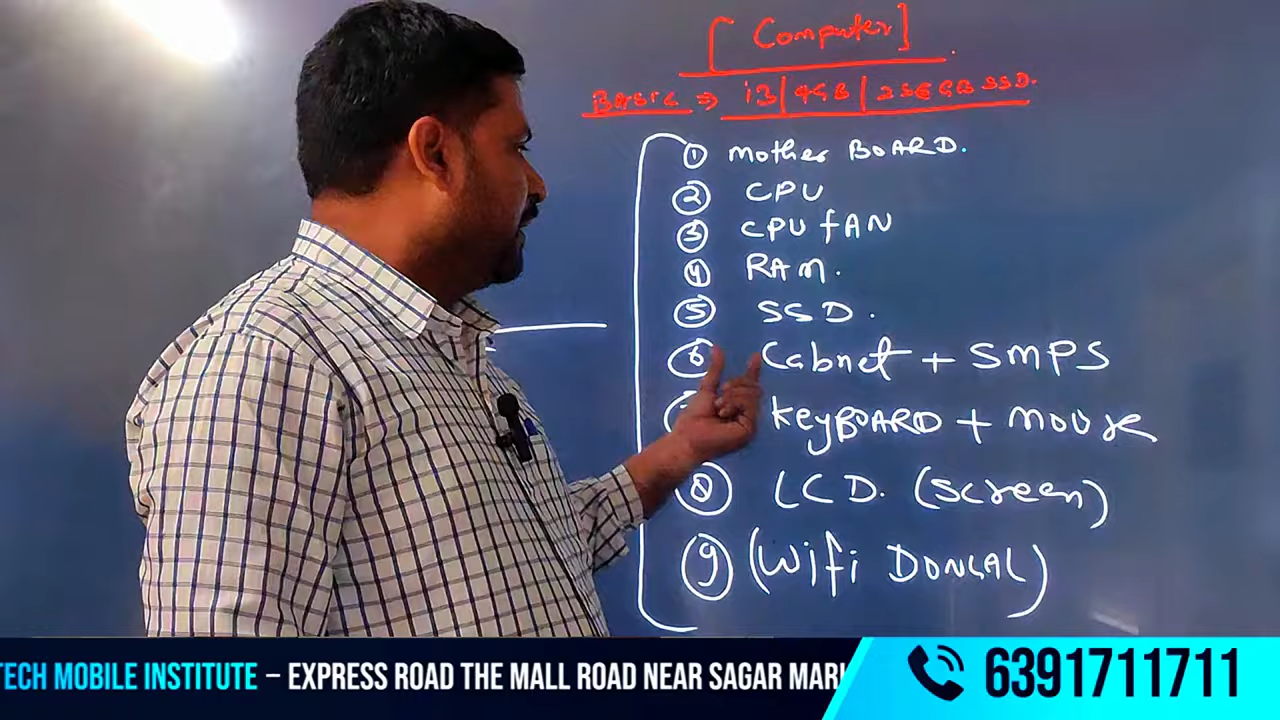 [Computer]
BASIC ⇒ i3|4GB|256GB SSD.
① Mother BOARD.
② CPU
③ CPU fAN
④ RAM.
⑤ SSD.
⑥ Cabnet + SMPS
KeyBOARD + MOUSE
⑧ LCD. (Screen)
⑨ (Wifi DONGAL)
TECH MOBILE INSTITUTE – EXPRESS ROAD THE MALL ROAD NEAR SAGAR MARK
6391711711